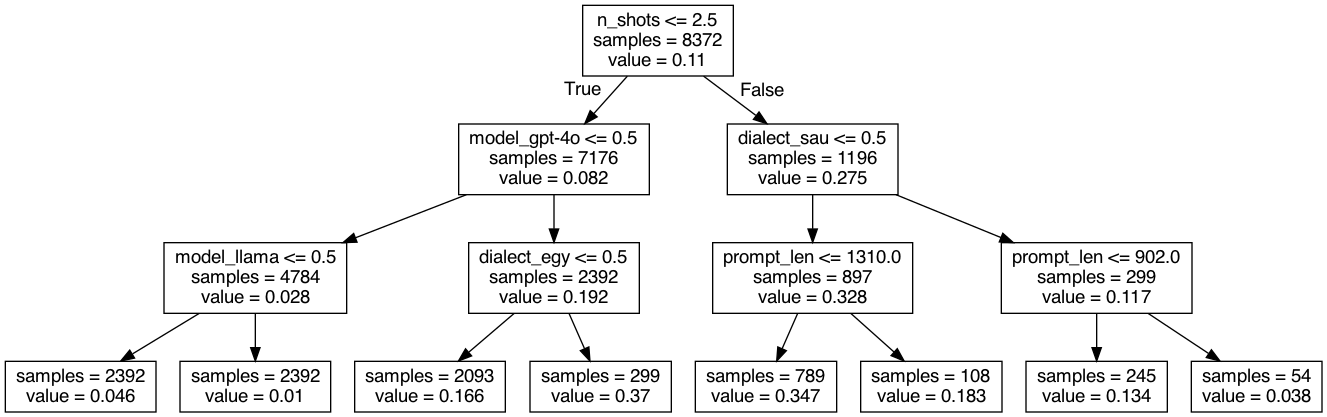 n_shots <= 2.5
samples = 8372
value = 0.11
True
False
model_gpt-4o <= 0.5
samples = 7176
value = 0.082
dialect_sau <= 0.5
samples = 1196
value = 0.275
model_llama <= 0.5
samples = 4784
value = 0.028
dialect_egy <= 0.5
samples = 2392
value = 0.192
prompt_len <= 1310.0
samples = 897
value = 0.328
prompt_len <= 902.0
samples = 299
value = 0.117
samples = 2392
value = 0.046
samples = 2392
value = 0.01
samples = 2093
value = 0.166
samples = 299
value = 0.37
samples = 789
value = 0.347
samples = 108
value = 0.183
samples = 245
value = 0.134
samples = 54
value = 0.038